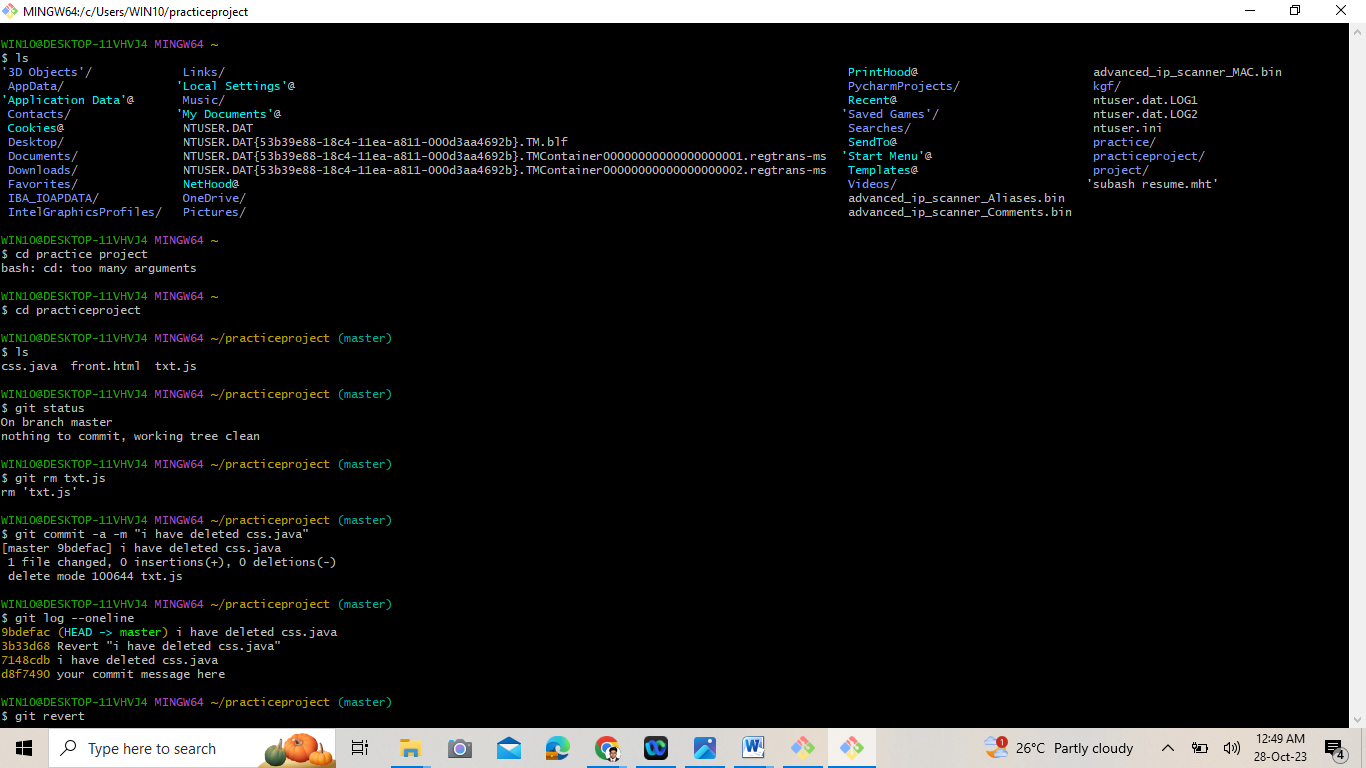 MINGW64:/c/Users/WIN10/practiceproject
WIN10@DESKTOP-11VHVJ4 MINGW64 ~
$ ls
'3D Objects'/ Links/ PrintHood@ advanced_ip_scanner_MAC.bin
AppData/ 'Local Settings'@ PycharmProjects/ kgf/
'Application Data'@ Music/ Recent@ ntuser.dat.LOG1
Contacts/ 'My Documents'@ 'Saved Games'/ ntuser.dat.LOG2
Cookies@ NTUSER.DAT Searches/ ntuser.ini
Desktop/ NTUSER.DAT{53b39e88-18c4-11ea-a811-000d3aa4692b}.TM.blf SendTo@ practice/
Documents/ NTUSER.DAT{53b39e88-18c4-11ea-a811-000d3aa4692b}.TMContainer00000000000000000001.regtrans-ms 'Start Menu'@ practiceproject/
Downloads/ NTUSER.DAT{53b39e88-18c4-11ea-a811-000d3aa4692b}.TMContainer00000000000000000002.regtrans-ms Templates@ project/
Favorites/ NetHood@ Videos/ 'subash resume.mht'
IBA_IOAPDATA/ OneDrive/ advanced_ip_scanner_Aliases.bin
IntelGraphicsProfiles/ Pictures/ advanced_ip_scanner_Comments.bin
WIN10@DESKTOP-11VHVJ4 MINGW64 ~
$ cd practice project
bash: cd: too many arguments
WIN10@DESKTOP-11VHVJ4 MINGW64 ~
$ cd practiceproject
WIN10@DESKTOP-11VHVJ4 MINGW64 ~/practiceproject (master)
$ ls
css.java front.html txt.js
WIN10@DESKTOP-11VHVJ4 MINGW64 ~/practiceproject (master)
$ git status
On branch master
nothing to commit, working tree clean
WIN10@DESKTOP-11VHVJ4 MINGW64 ~/practiceproject (master)
$ git rm txt.js
rm 'txt.js'
WIN10@DESKTOP-11VHVJ4 MINGW64 ~/practiceproject (master)
$ git commit -a -m "i have deleted css.java"
[master 9bdefac] i have deleted css.java
1 file changed, 0 insertions(+), 0 deletions(-)
delete mode 100644 txt.js
WIN10@DESKTOP-11VHVJ4 MINGW64 ~/practiceproject (master)
$ git log --oneline
9bdefac (HEAD -> master) i have deleted css.java
3b33d68 Revert "i have deleted css.java"
7148cdb i have deleted css.java
d8f7490 your commit message here
WIN10@DESKTOP-11VHVJ4 MINGW64 ~/practiceproject (master)
$ git revert
Type here to search
1
26°C Partly cloudy
12:49 AM
28-Oct-23
4